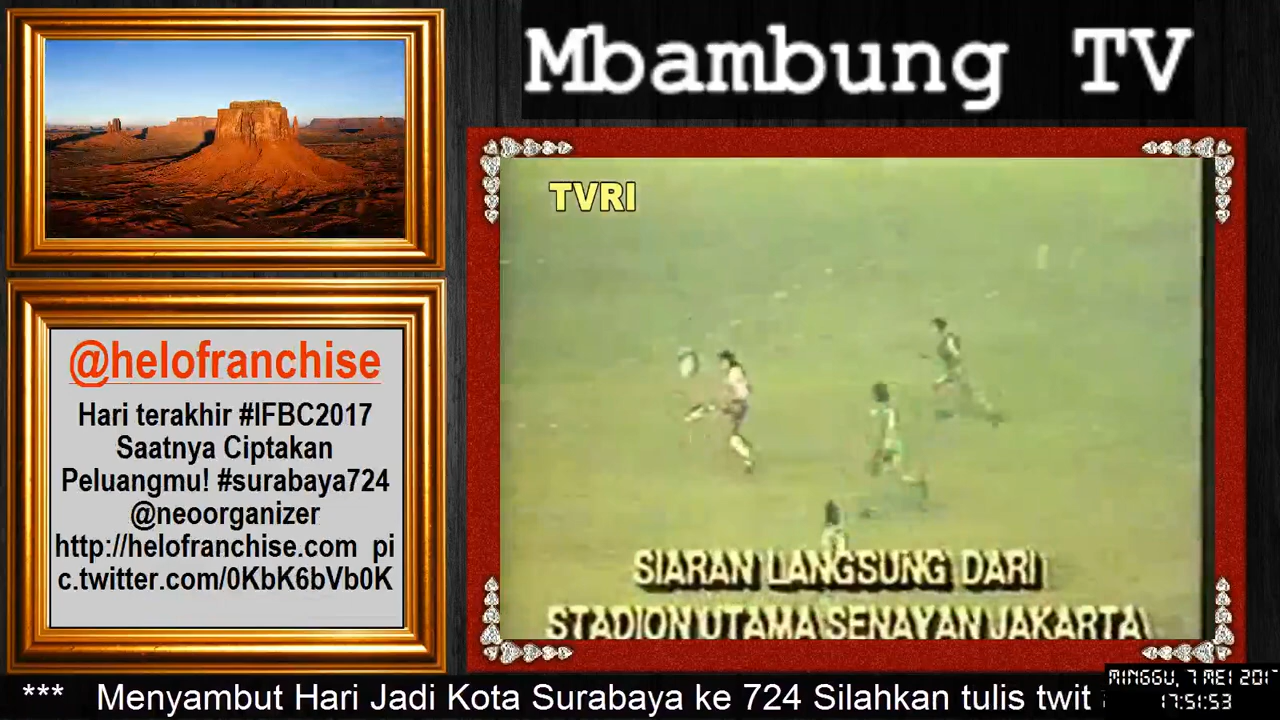 Mbambung TV
TVRI
SIARAN LANGSUNG DARI
STADION UTAMA SENAYAN JAKARTA
@helofranchise
Hari terakhir #IFBC2017
Saatnya Ciptakan
Peluangmu! #surabaya724
@neoorganizer
http://helofranchise.com pi
c.twitter.com/0KbK6bVb0K
*** Menyambut Hari Jadi Kota Surabaya ke 724 Silahkan tulis twit
MINGGU, 7 MEI 2017
17:51:53